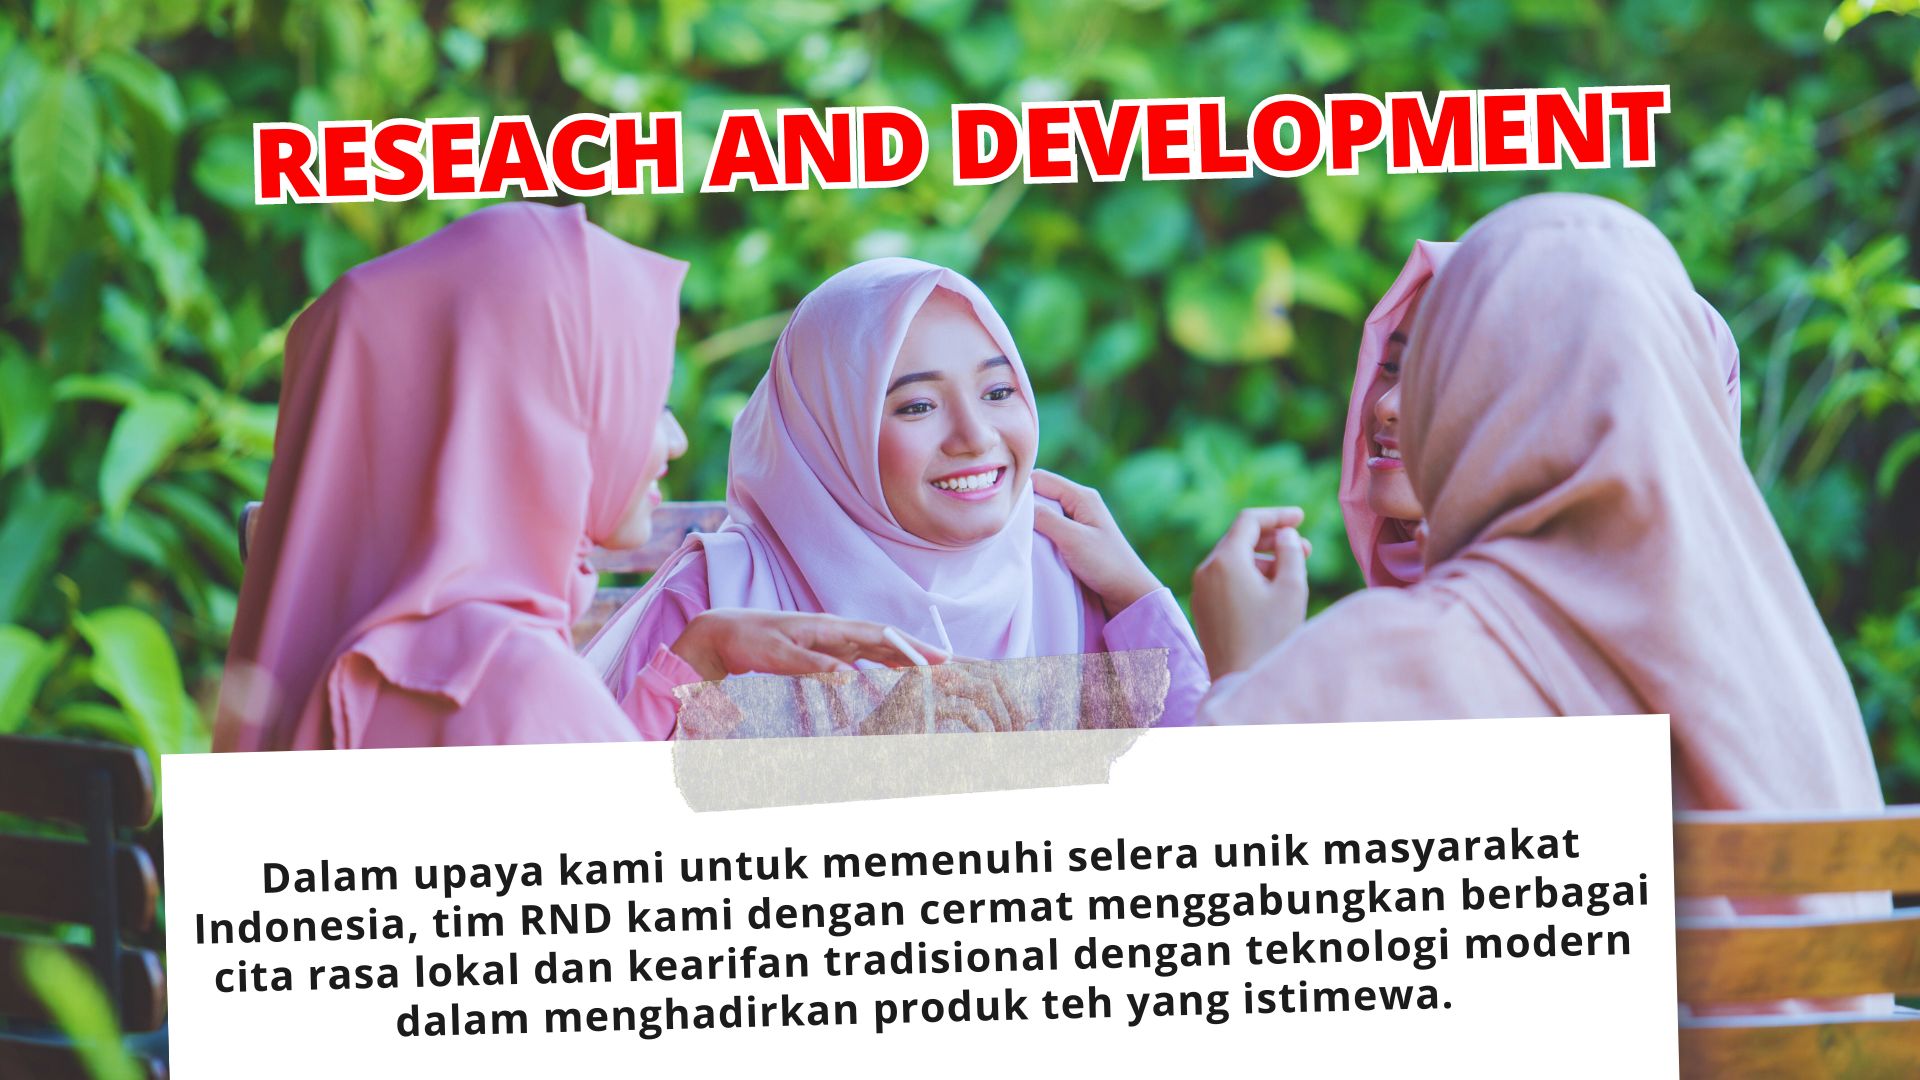 RESEACH AND DEVELOPMENT
Dalam upaya kami untuk memenuhi selera unik masyarakat
Indonesia, tim RND kami dengan cermat menggabungkan berbagai
cita rasa lokal dan kearifan tradisional dengan teknologi modern
dalam menghadirkan produk teh yang istimewa.